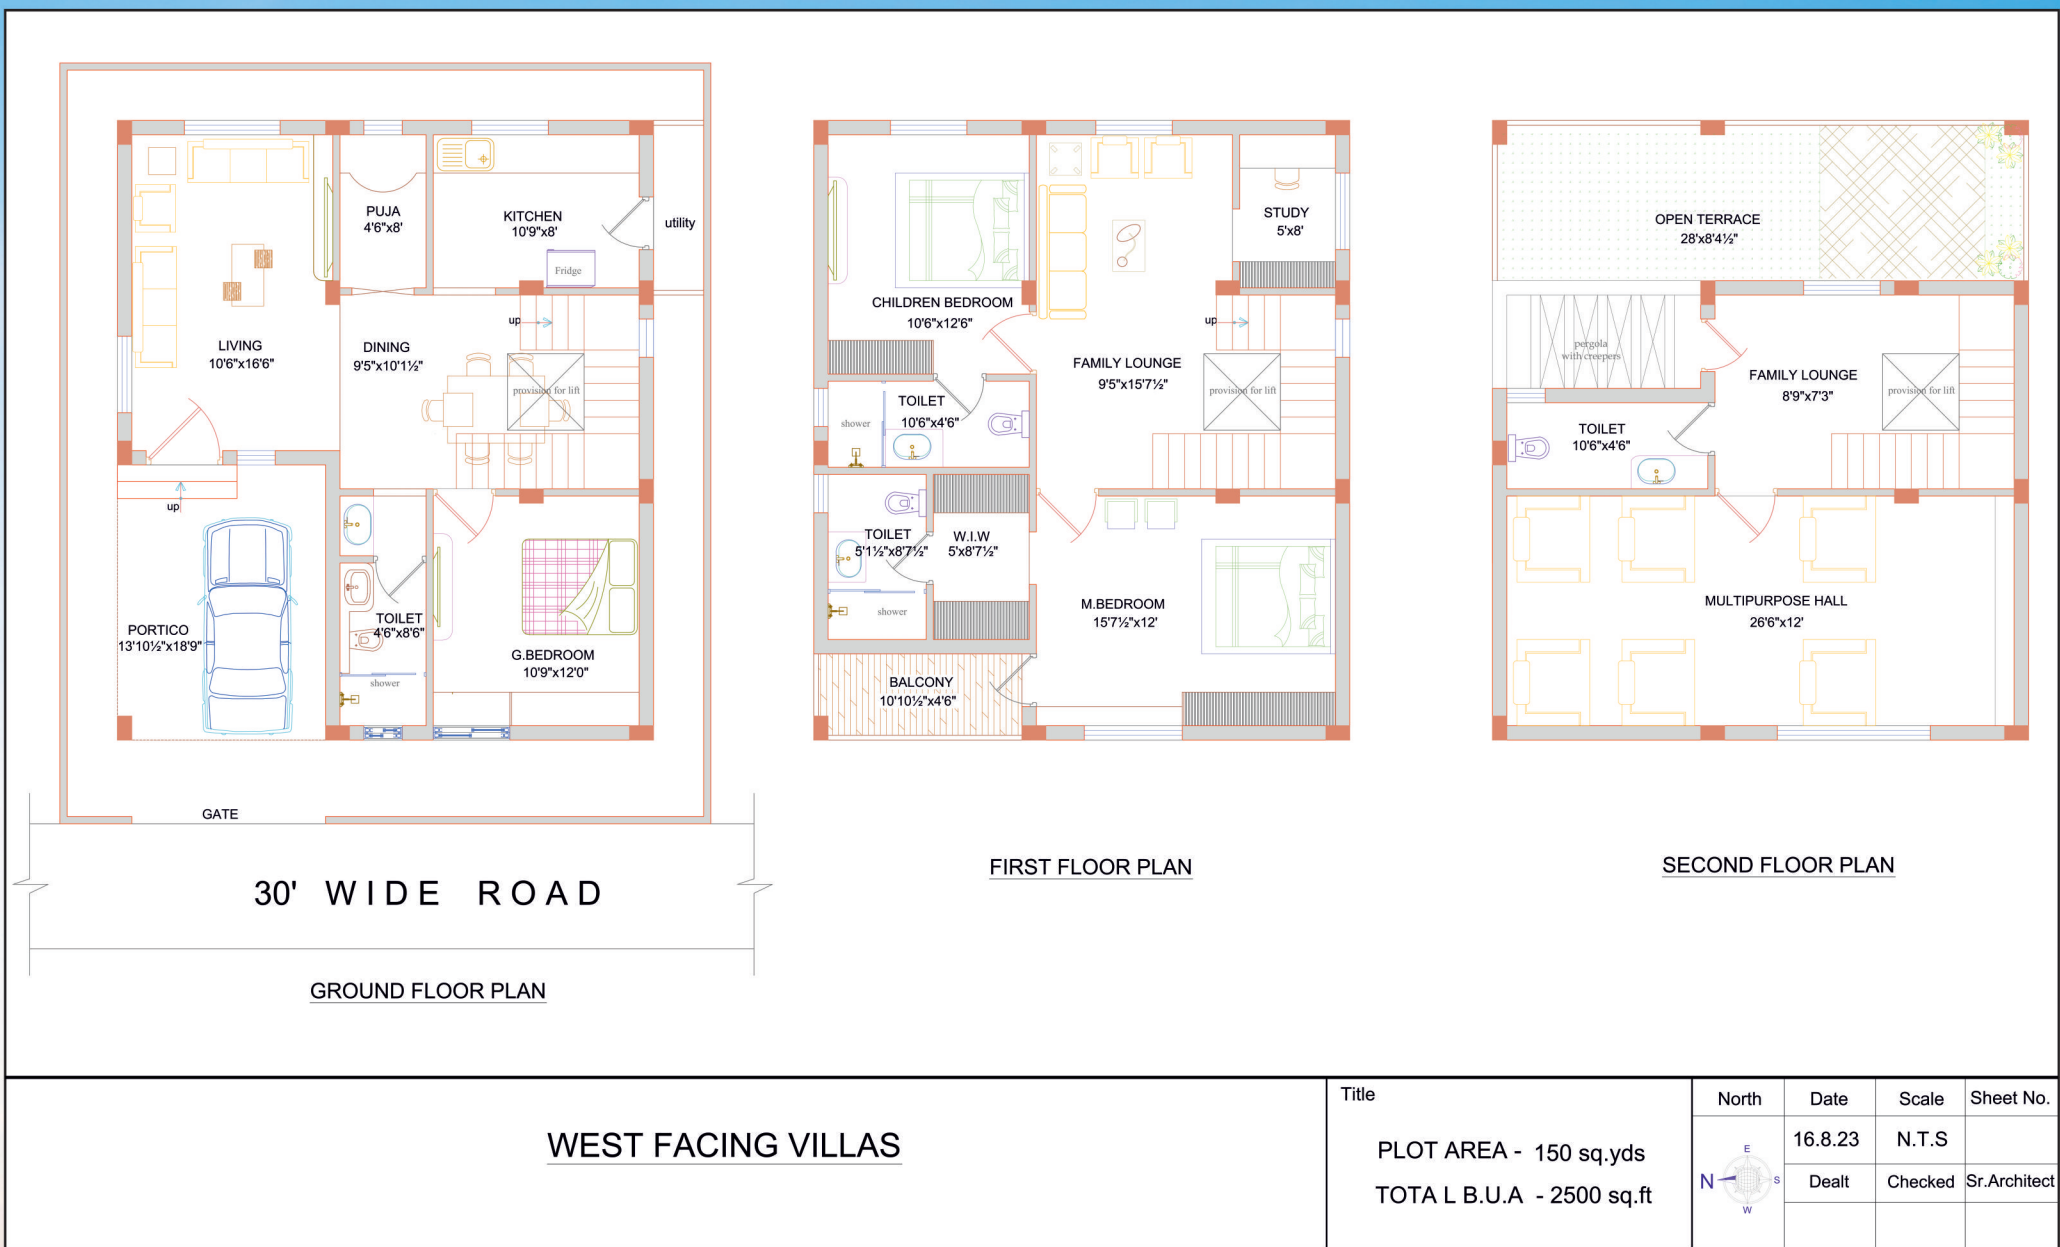 PUJA
4'6"x8'
KITCHEN
10'9"x8'
utility
Fridge
up
LIVING
10'6"x16'6"
DINING
9'5"x10'1½"
provision for lift
up
TOILET
4'6"x8'6"
shower
PORTICO
13'10½"x18'9"
G.BEDROOM
10'9"x12'0"
GATE
30' WIDE ROAD
GROUND FLOOR PLAN
STUDY
5'x8'
CHILDREN BEDROOM
10'6"x12'6"
up
FAMILY LOUNGE
9'5"x15'7½"
provision for lift
TOILET
10'6"x4'6"
shower
TOILET
5'1½"x8'7½"
W.I.W
5'x8'7½"
shower
M.BEDROOM
15'7½"x12'
BALCONY
10'10½"x4'6"
FIRST FLOOR PLAN
OPEN TERRACE
28'x8'4½"
pergola
with creepers
FAMILY LOUNGE
8'9"x7'3"
provision for lift
TOILET
10'6"x4'6"
MULTIPURPOSE HALL
26'6"x12'
SECOND FLOOR PLAN
WEST FACING VILLAS
Title
PLOT AREA - 150 sq.yds
TOTA L B.U.A - 2500 sq.ft
North
Date
Scale
Sheet No.
16.8.23
N.T.S
E
N
S
W
Dealt
Checked
Sr.Architect